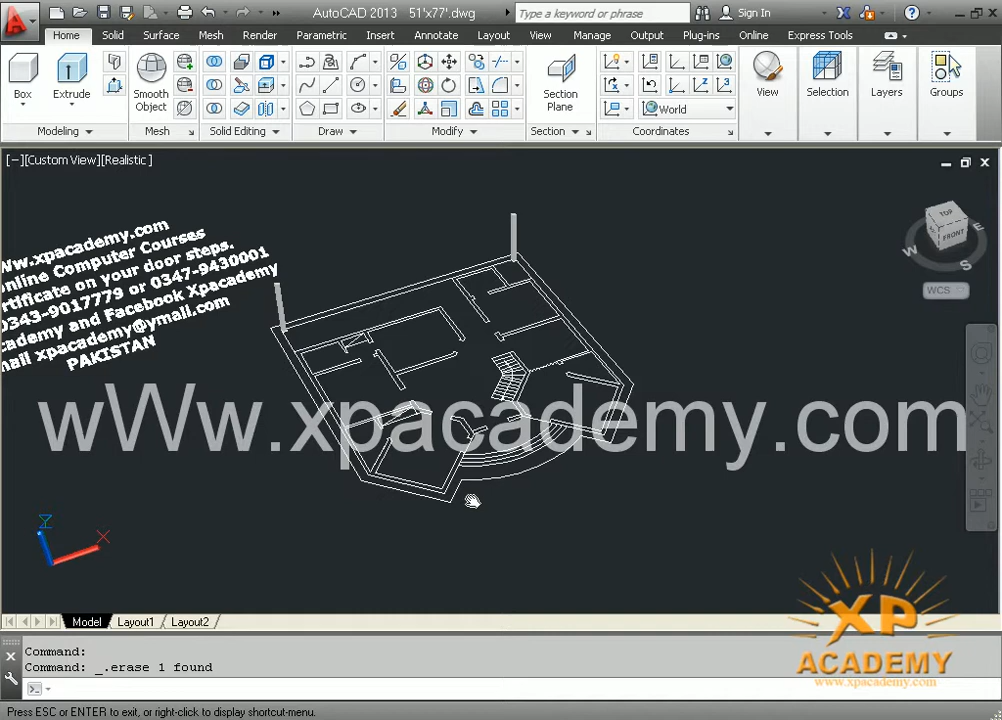 AutoCAD 2013 51'x77'.dwg
Type a keyword or phrase
Sign In
Home Solid Surface Mesh Render Parametric Insert Annotate Layout View Manage Output Plug-ins Online Express Tools
Box
Extrude
Smooth Object
Section Plane
World
View
Selection
Layers
Groups
Modeling Mesh Solid Editing Draw Modify Section Coordinates
[−][Custom View][Realistic]
TOP
FRONT
W
E
S
WCS
ww.xpacademy.com
nline Computer Courses
ertificate on your door steps.
0343-9017779 or 0347-9430001
cademy and Facebook Xpacademy
mail xpacademy@ymail.com
PAKISTAN
wWw.xpacademy.com
X
Model Layout1 Layout2
Command:
Command: _.erase 1 found
XP
ACADEMY
www.xpacademy.com
Press ESC or ENTER to exit, or right-click to display shortcut-menu.